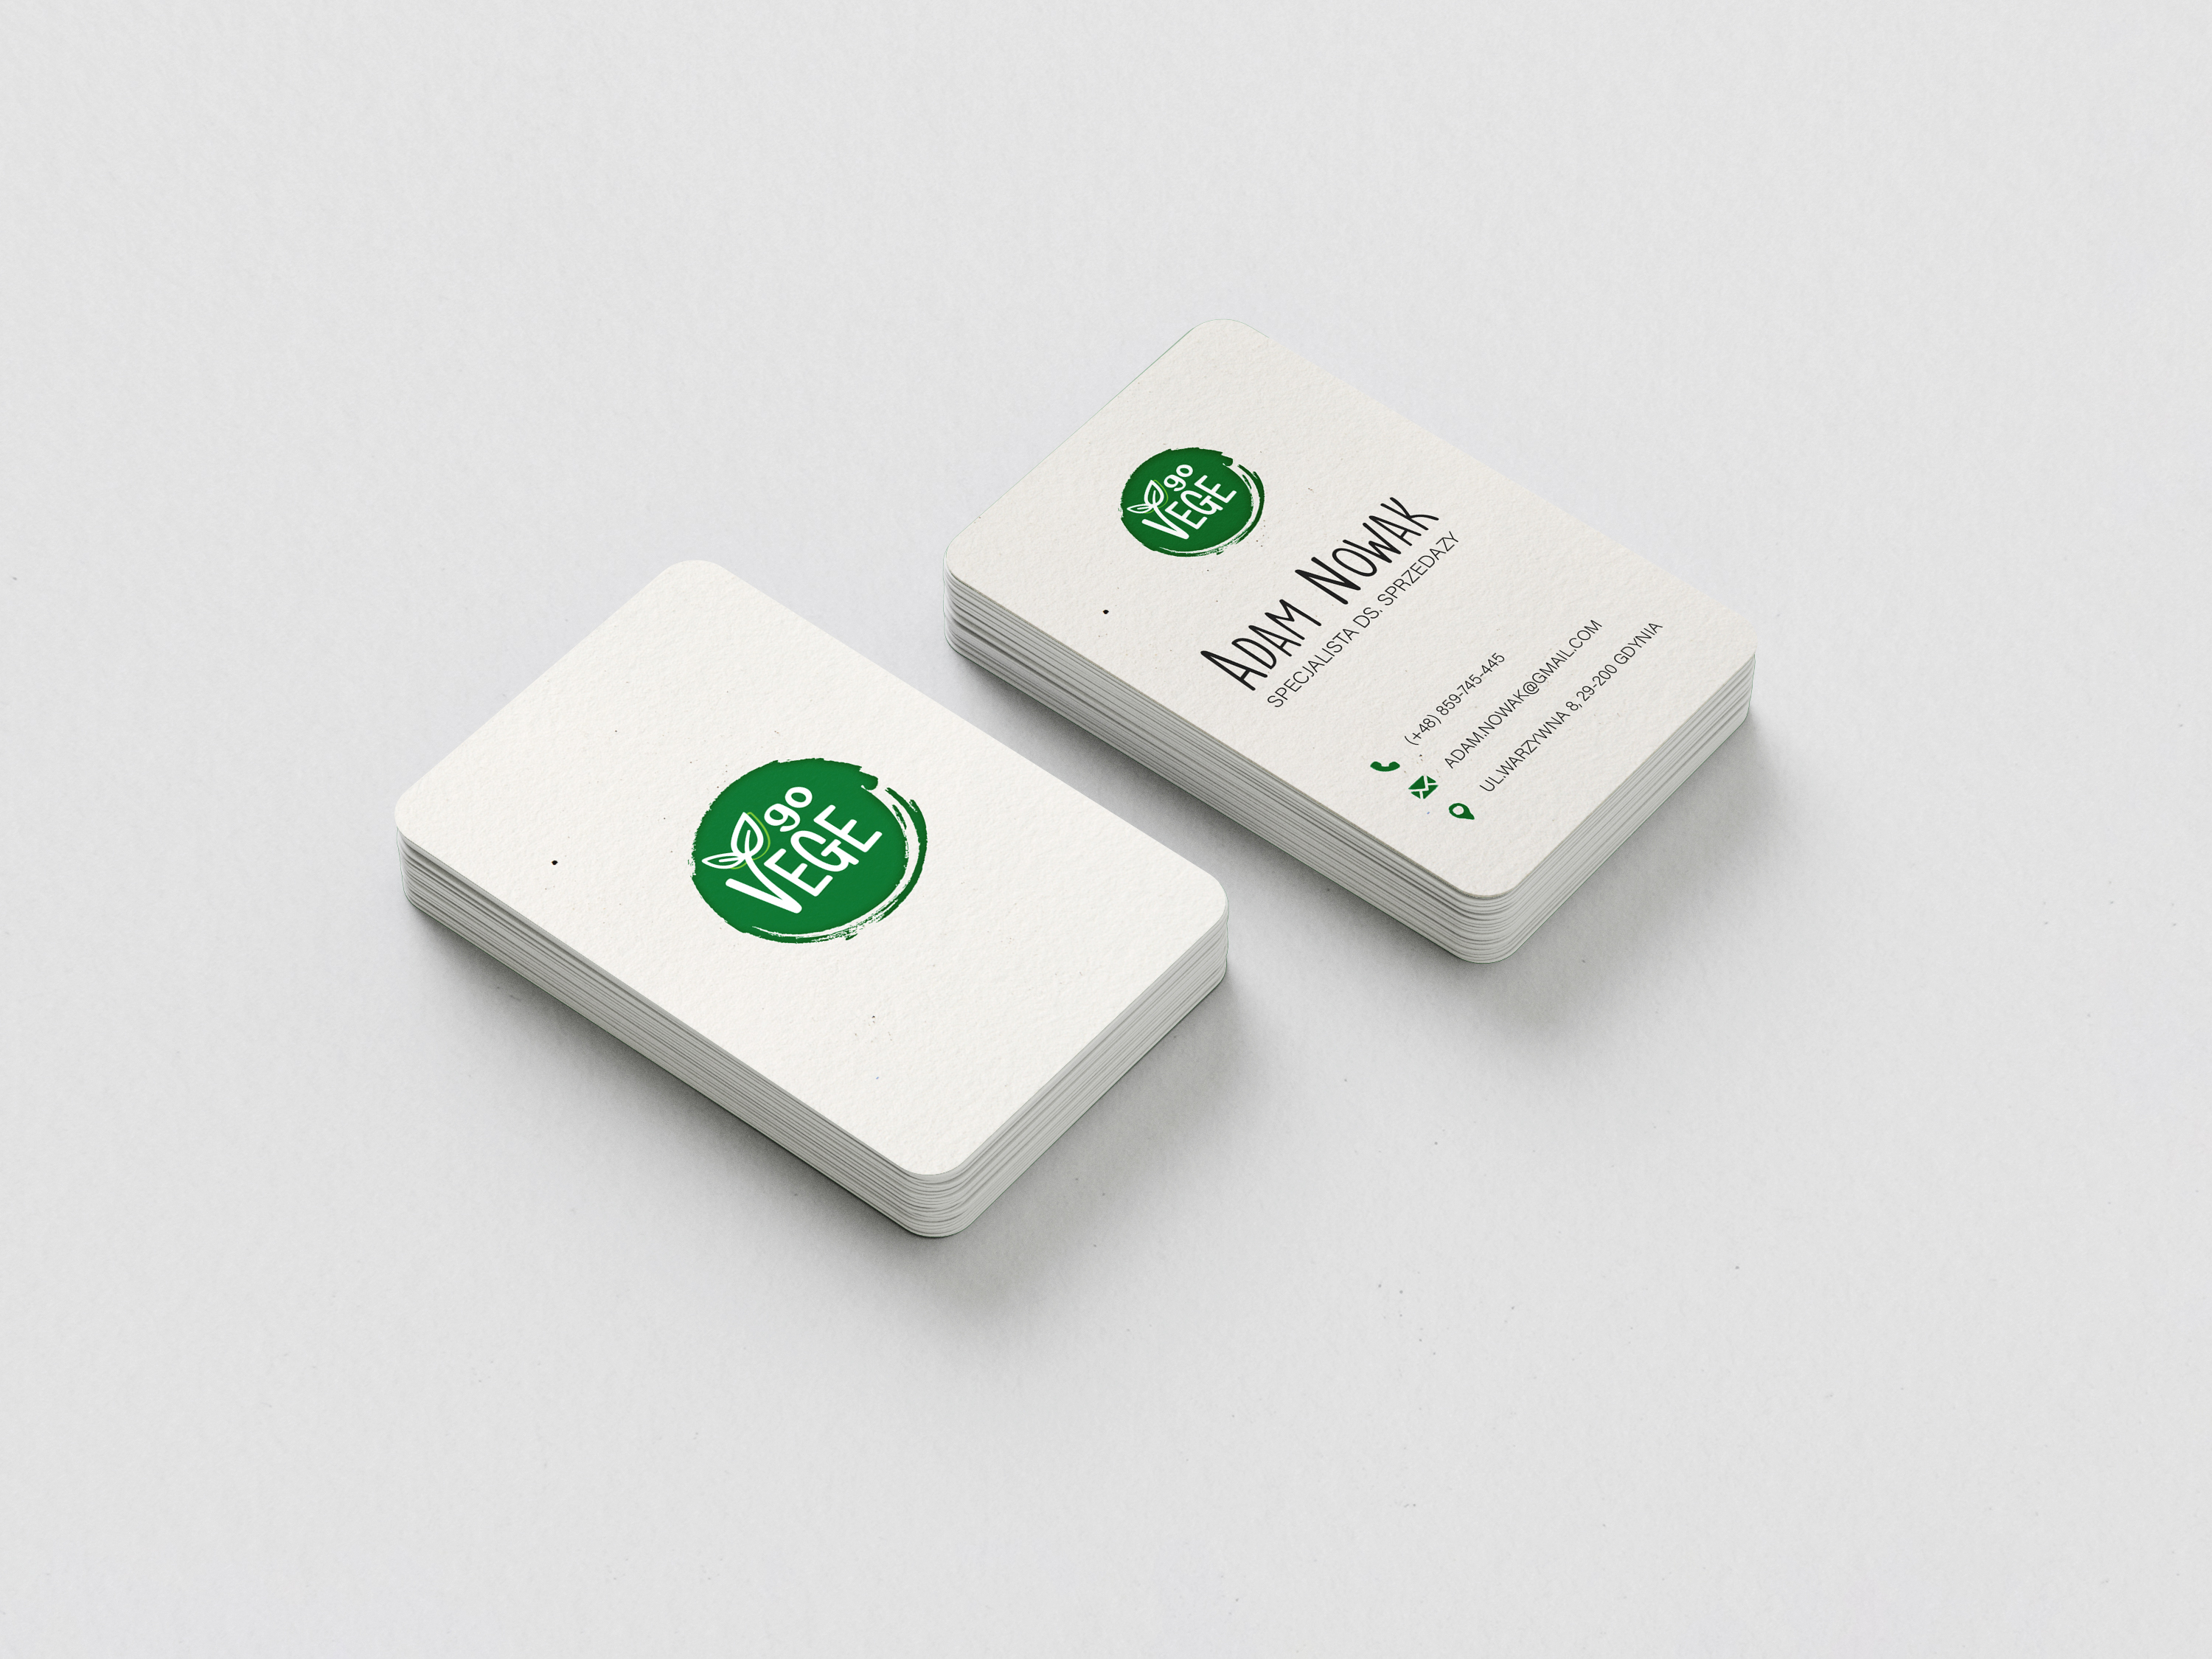 go
VEGE
go
VEGE
ADAM NOWAK
SPECJALISTA DS. SPRZEDAZY
(+48) 859-745-445
ADAM.NOWAK@GMAIL.COM
UL.WARZYWNA 8, 29-200 GDYNIA